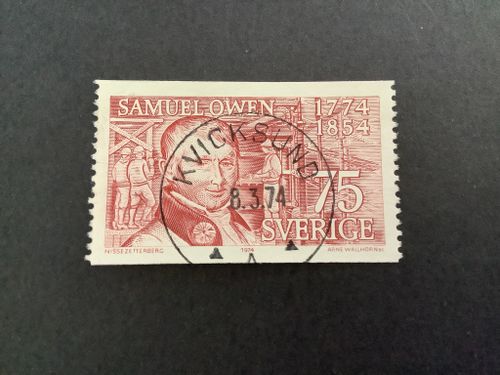 SAMUEL OWEN 1774
1854
KVICKSUND
8.3.74
75
SVERIGE
NISSE ZETTERBERG 1974 ARNE WALLHORN SC.
A